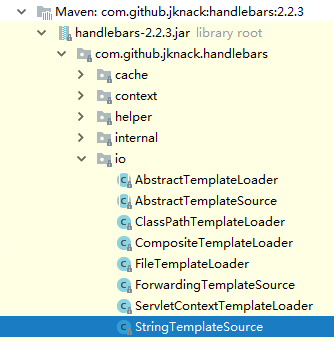 Maven: com.github.jknack:handlebars:2.2.3
handlebars-2.2.3.jar library root
com.github.jknack.handlebars
cache
context
helper
internal
io
AbstractTemplateLoader
AbstractTemplateSource
ClassPathTemplateLoader
CompositeTemplateLoader
FileTemplateLoader
ForwardingTemplateSource
ServletContextTemplateLoader
StringTemplateSource